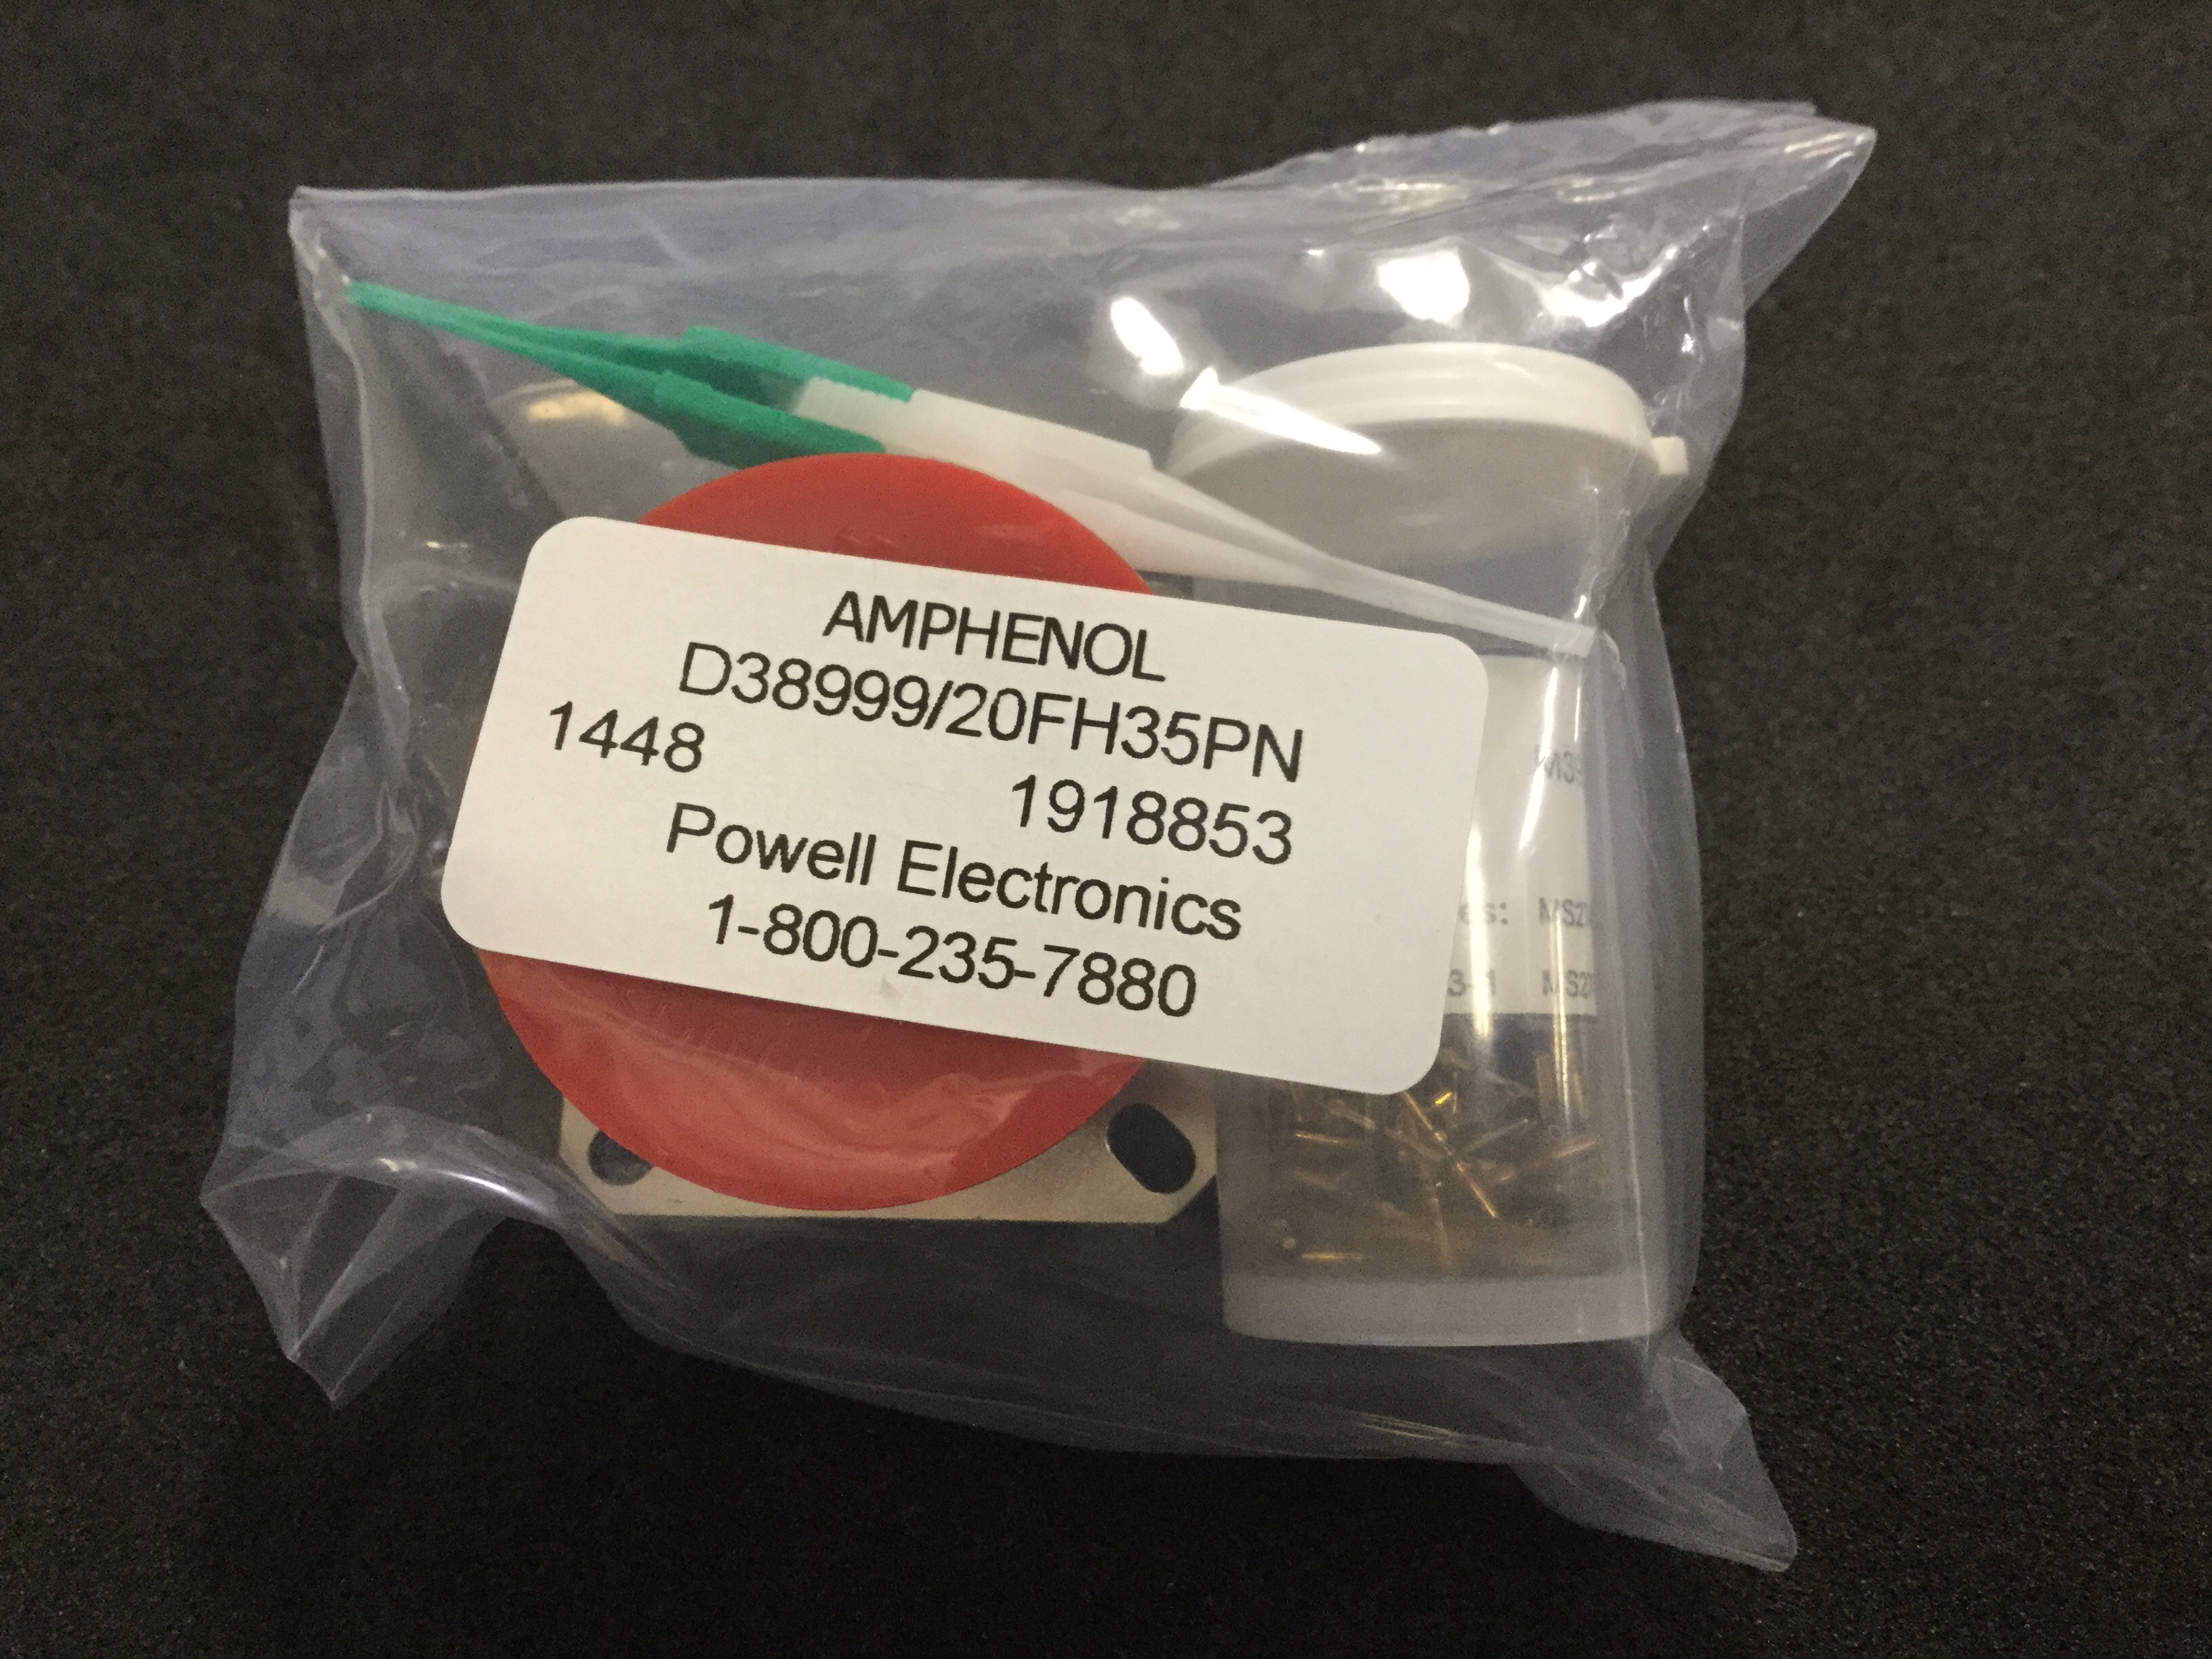 AMPHENOL
D38999/20FH35PN
1448 1918853
Powell Electronics
1-800-235-7880